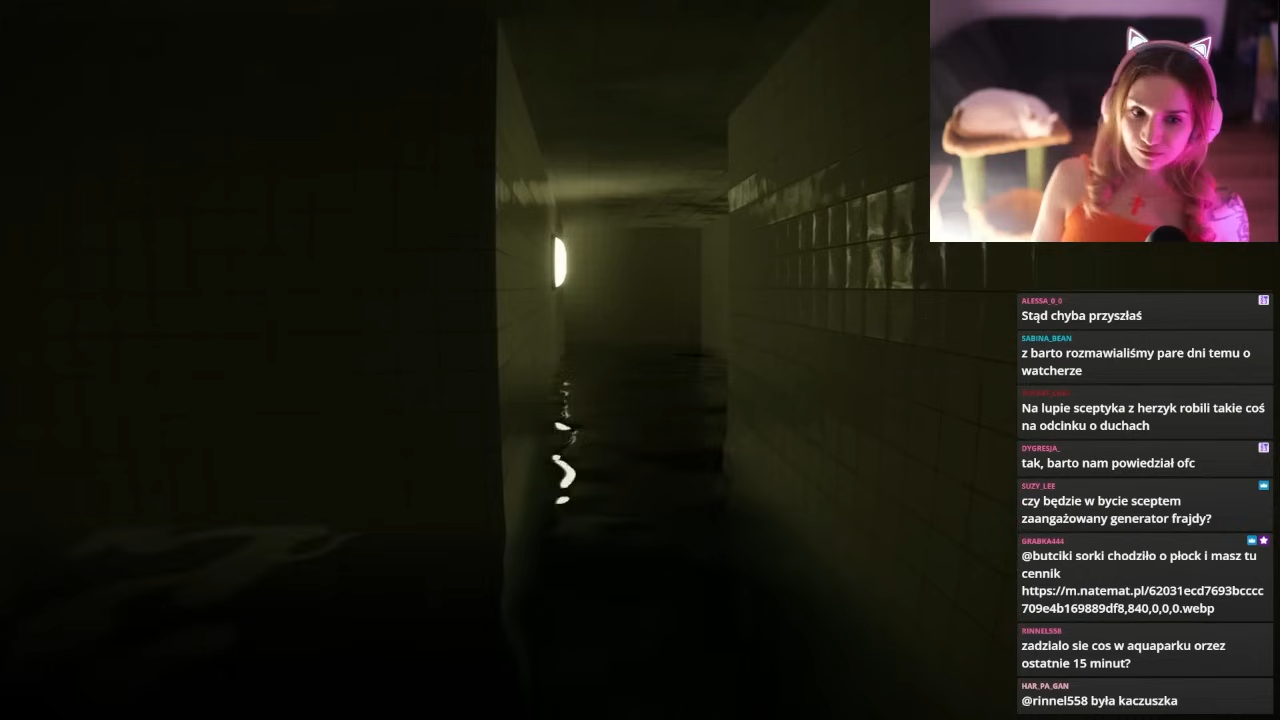 ALESSA_0_0
Stąd chyba przyszłaś
SABINA_BEAN
z barto rozmawialiśmy pare dni temu o
watcherze
Na lupie sceptyka z herzyk robili takie coś
na odcinku o duchach
DYGRESJA_
tak, barto nam powiedział ofc
SUZY_LEE
czy będzie w bycie sceptem
zaangażowany generator frajdy?
GRABKA444
@butciki sorki chodziło o płock i masz tu
cennik
https://m.natemat.pl/62031ecd7693bcccc
709e4b169889df8,840,0,0,0.webp
RINNEL558
zadzialo sie cos w aquaparku orzez
ostatnie 15 minut?
HAR_PA_GAN
@rinnel558 była kaczuszka